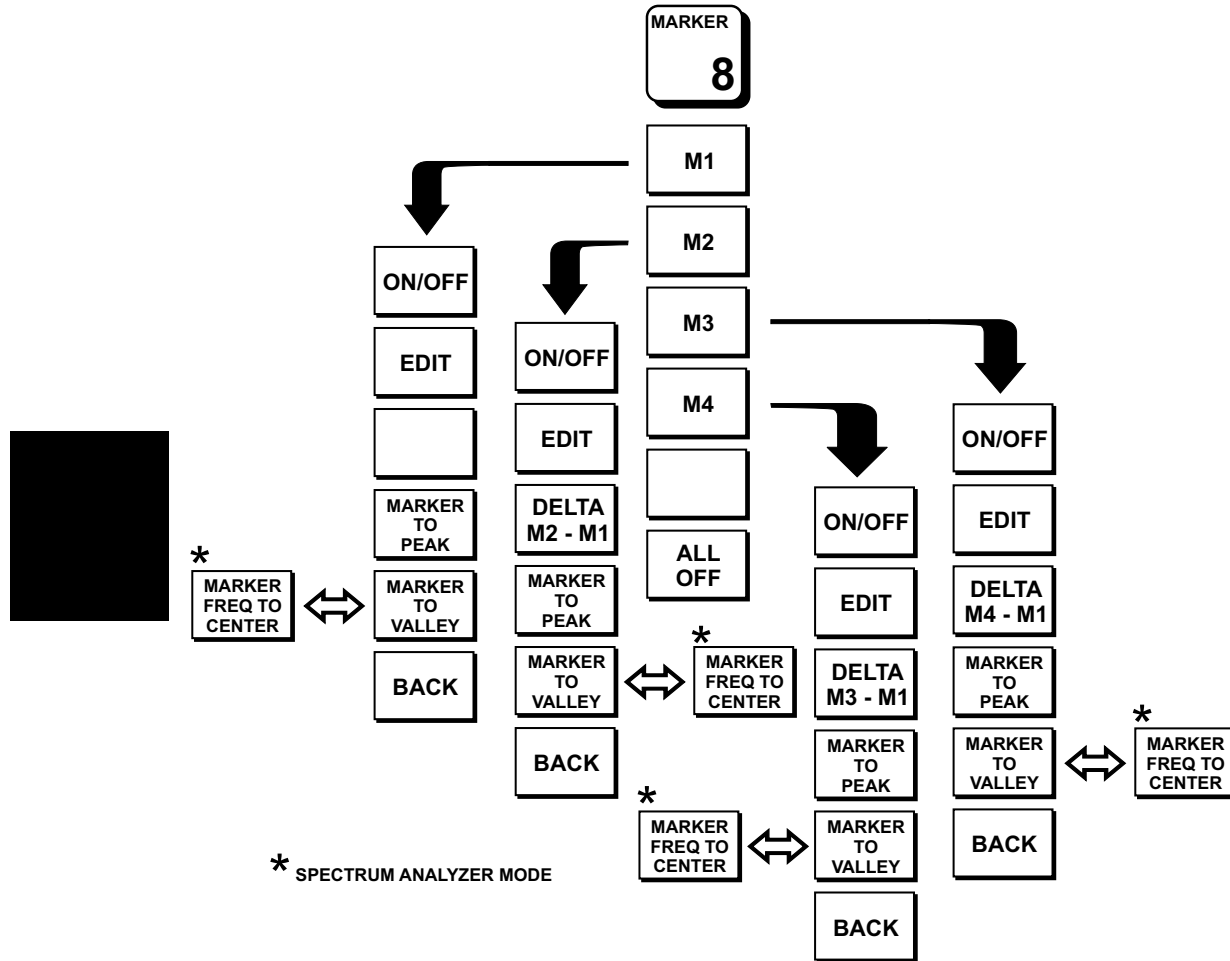 MARKER
8
M1
M2
M3
M4
ALL
OFF
ON/OFF
EDIT
MARKER
TO
PEAK
MARKER
TO
VALLEY
BACK
*
MARKER
FREQ TO
CENTER
ON/OFF
EDIT
DELTA
M2 - M1
MARKER
TO
PEAK
MARKER
TO
VALLEY
BACK
*
MARKER
FREQ TO
CENTER
ON/OFF
EDIT
DELTA
M3 - M1
MARKER
TO
PEAK
MARKER
TO
VALLEY
BACK
*
MARKER
FREQ TO
CENTER
ON/OFF
EDIT
DELTA
M4 - M1
MARKER
TO
PEAK
MARKER
TO
VALLEY
BACK
*
MARKER
FREQ TO
CENTER
* SPECTRUM ANALYZER MODE